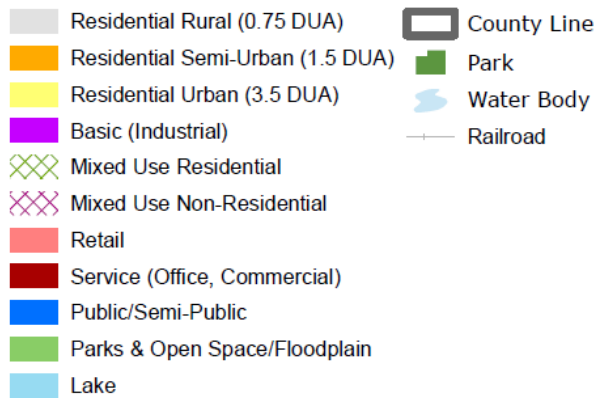 Residential Rural (0.75 DUA)
Residential Semi-Urban (1.5 DUA)
Residential Urban (3.5 DUA)
Basic (Industrial)
Mixed Use Residential
Mixed Use Non-Residential
Retail
Service (Office, Commercial)
Public/Semi-Public
Parks & Open Space/Floodplain
Lake
County Line
Park
Water Body
Railroad